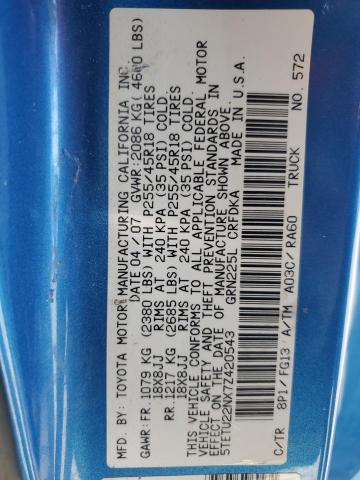 MFD. BY: TOYOTA MOTOR MANUFACTURING CALIFORNIA INC.
DATE 04 / 07 GVWR: 2086 KG( 4600 LBS)
GAWR: FR. 1079 KG (2380 LBS) WITH P255/45R18 TIRES
18X8JJ RIMS AT 240 KPA (35 PSI) COLD.
RR. 1217 KG (2685 LBS) WITH P255/45R18 TIRES
18X8JJ RIMS AT 240 KPA (35 PSI) COLD.
THIS VEHICLE CONFORMS TO ALL APPLICABLE FEDERAL MOTOR
VEHICLE SAFETY AND THEFT PREVENTION STANDARDS IN
EFFECT ON THE DATE OF MANUFACTURE SHOWN ABOVE.
5TETU22NX7Z420543 GRN225L CRFDKA U.S.A.
MADE IN
C/TR 8P1/ FG13 A/TM A03C/ RA60 TRUCK NO. 572